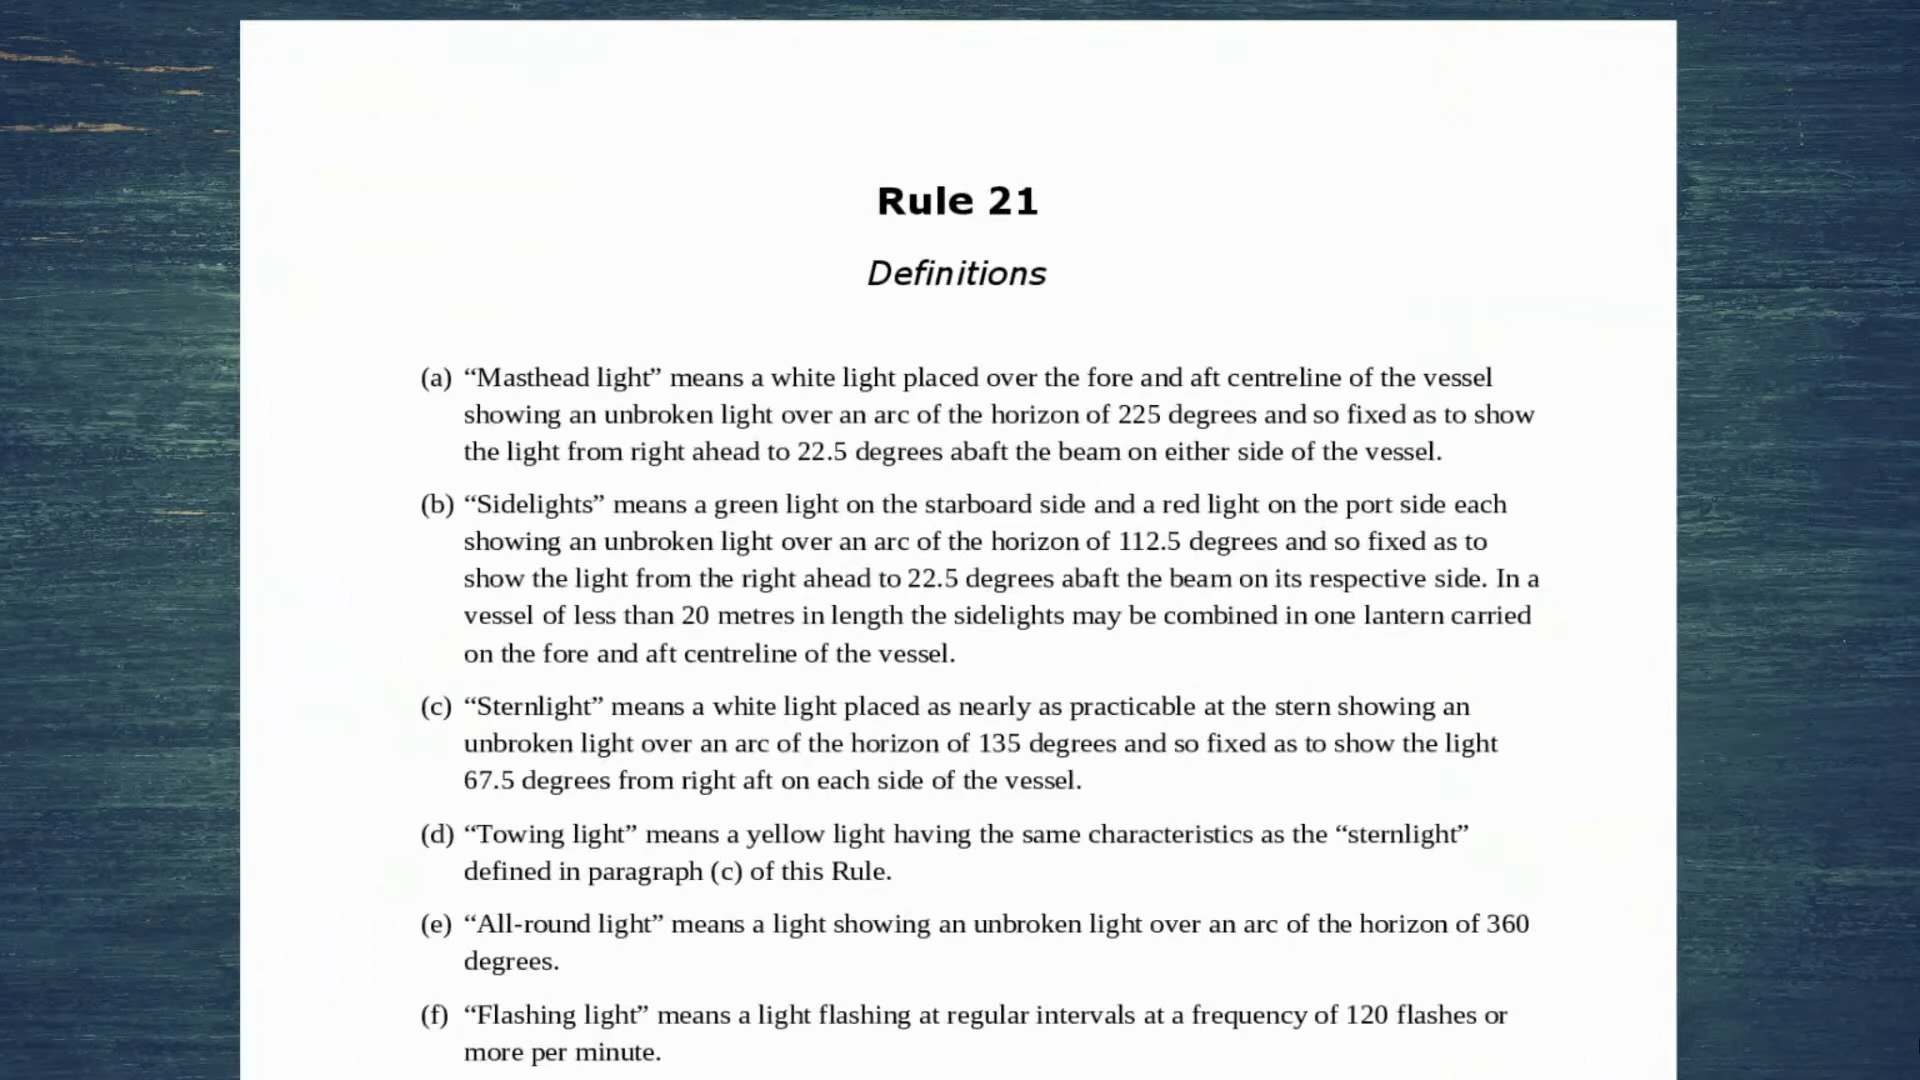 Rule 21
Definitions
(a) “Masthead light” means a white light placed over the fore and aft centreline of the vessel
showing an unbroken light over an arc of the horizon of 225 degrees and so fixed as to show
the light from right ahead to 22.5 degrees abaft the beam on either side of the vessel.
(b) “Sidelights” means a green light on the starboard side and a red light on the port side each
showing an unbroken light over an arc of the horizon of 112.5 degrees and so fixed as to
show the light from the right ahead to 22.5 degrees abaft the beam on its respective side. In a
vessel of less than 20 metres in length the sidelights may be combined in one lantern carried
on the fore and aft centreline of the vessel.
(c) “Sternlight” means a white light placed as nearly as practicable at the stern showing an
unbroken light over an arc of the horizon of 135 degrees and so fixed as to show the light
67.5 degrees from right aft on each side of the vessel.
(d) “Towing light” means a yellow light having the same characteristics as the “sternlight”
defined in paragraph (c) of this Rule.
(e) “All-round light” means a light showing an unbroken light over an arc of the horizon of 360
degrees.
(f) “Flashing light” means a light flashing at regular intervals at a frequency of 120 flashes or
more per minute.